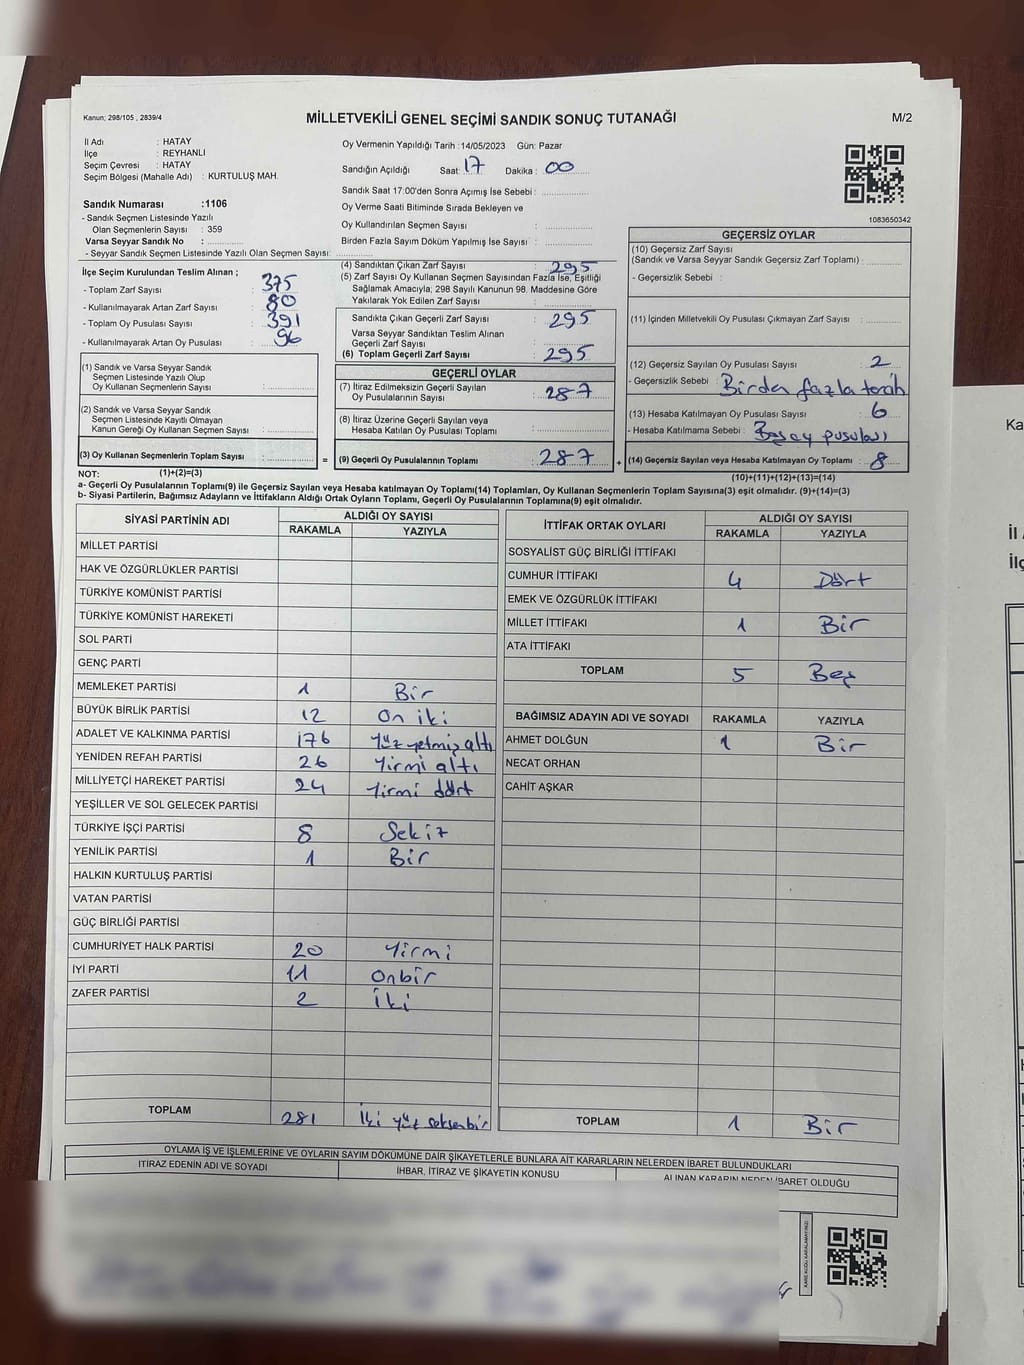 Kanun; 298/105 , 2839/4
MİLLETVEKİLİ GENEL SEÇİMİ SANDIK SONUÇ TUTANAĞI
M/2
İl Adı : HATAY
İlçe : REYHANLI
Seçim Çevresi : HATAY
Seçim Bölgesi (Mahalle Adı) : KURTULUŞ MAH.
Oy Vermenin Yapıldığı Tarih :14/05/2023 Gün: Pazar
Sandığın Açıldığı Saat: 17 Dakika : 00
Sandık Saat 17:00'den Sonra Açımış İse Sebebi :
Oy Verme Saati Bitiminde Sırada Bekleyen ve
Oy Kullandırılan Seçmen Sayısı :
Birden Fazla Sayım Döküm Yapılmış İse Sayısı :
1083650342
Sandık Numarası :1106
- Sandık Seçmen Listesinde Yazılı
Olan Seçmenlerin Sayısı : 359
Varsa Seyyar Sandık No :
- Seyyar Sandık Seçmen Listesinde Yazılı Olan Seçmen Sayısı:
İlçe Seçim Kurulundan Teslim Alınan ;
- Toplam Zarf Sayısı : 375
- Kullanılmayarak Artan Zarf Sayısı : 80
- Toplam Oy Pusulası Sayısı : 391
- Kullanılmayarak Artan Oy Pusulası : 96
(4) Sandıktan Çıkan Zarf Sayısı : 295
(5) Zarf Sayısı Oy Kullanan Seçmen Sayısından Fazla İse, Eşitliği
Sağlamak Amacıyla; 298 Sayılı Kanunun 98. Maddesine Göre
Yakılarak Yok Edilen Zarf Sayısı :
Sandıkta Çıkan Geçerli Zarf Sayısı : 295
Varsa Seyyar Sandıktan Teslim Alınan
Geçerli Zarf Sayısı :
(6) Toplam Geçerli Zarf Sayısı : 295
GEÇERSİZ OYLAR
(10) Geçersiz Zarf Sayısı
(Sandık ve Varsa Seyyar Sandık Geçersiz Zarf Toplamı) :
- Geçersizlik Sebebi :
(11) İçinden Milletvekili Oy Pusulası Çıkmayan Zarf Sayısı :
(12) Geçersiz Sayılan Oy Pusulası Sayısı : 2
- Geçersizlik Sebebi : Birden fazla tercih
(13) Hesaba Katılmayan Oy Pusulası Sayısı : 6
- Hesaba Katılmama Sebebi : pusulası
(14) Geçersiz Sayılan veya Hesaba Katılmayan Oy Toplamı : 8
(10)+(11)+(12)+(13)=(14)
(1) Sandık ve Varsa Seyyar Sandık
Seçmen Listesinde Yazılı Olup
Oy Kullanan Seçmenlerin Sayısı :
(2) Sandık ve Varsa Seyyar Sandık
Seçmen Listesinde Kayıtlı Olmayan
Kanun Gereği Oy Kullanan Seçmen Sayısı :
(3) Oy Kullanan Seçmenlerin Toplam Sayısı :
=
GEÇERLİ OYLAR
(7) İtiraz Edilmeksizin Geçerli Sayılan
Oy Pusulalarının Sayısı : 287
(8) İtiraz Üzerine Geçerli Sayılan veya
Hesaba Katılan Oy Pusulaları Toplamı :
(9) Geçerli Oy Pusulalarının Toplamı : 287
+
NOT: (1)+(2)=(3)
a- Geçerli Oy Pusulalarının Toplamı(9) ile Geçersiz Sayılan veya Hesaba katılmayan Oy Toplamı(14) Toplamları, Oy Kullanan Seçmenlerin Toplam Sayısına(3) eşit olmalıdır. (9)+(14)=(3)
b- Siyasi Partilerin, Bağımsız Adayların ve İttifakların Aldığı Ortak Oyların Toplamı, Geçerli Oy Pusulalarının Toplamına(9) eşit olmalıdır.
SİYASİ PARTİNİN ADI ALDIĞI OY SAYISI
RAKAMLA YAZIYLA
MİLLET PARTİSİ
HAK VE ÖZGÜRLÜKLER PARTİSİ
TÜRKİYE KOMÜNİST PARTİSİ
TÜRKİYE KOMÜNİST HAREKETİ
SOL PARTİ
GENÇ PARTİ
MEMLEKET PARTİSİ 1 Bir
BÜYÜK BİRLİK PARTİSİ 12 On iki
ADALET VE KALKINMA PARTİSİ 176 Yüz yetmiş altı
YENİDEN REFAH PARTİSİ 26 Yirmi altı
MİLLİYETÇİ HAREKET PARTİSİ 24 Yirmi dört
YEŞİLLER VE SOL GELECEK PARTİSİ
TÜRKİYE İŞÇİ PARTİSİ 8 Sekiz
YENİLİK PARTİSİ 1 Bir
HALKIN KURTULUŞ PARTİSİ
VATAN PARTİSİ
GÜÇ BİRLİĞİ PARTİSİ
CUMHURİYET HALK PARTİSİ 20 Yirmi
İYİ PARTİ 11 Onbir
ZAFER PARTİSİ 2 İki
TOPLAM 281 İki yüz seksenbir
İTTİFAK ORTAK OYLARI ALDIĞI OY SAYISI
RAKAMLA YAZIYLA
SOSYALİST GÜÇ BİRLİĞİ İTTİFAKI
CUMHUR İTTİFAKI 4 Dört
EMEK VE ÖZGÜRLÜK İTTİFAKI
MİLLET İTTİFAKI 1 Bir
ATA İTTİFAKI
TOPLAM 5 Beş
BAĞIMSIZ ADAYIN ADI VE SOYADI RAKAMLA YAZIYLA
AHMET DOLĞUN 1 Bir
NECAT ORHAN
CAHİT AŞKAR
TOPLAM 1 Bir
OYLAMA İŞ VE İŞLEMLERİNE VE OYLARIN SAYIM DÖKÜMÜNE DAİR ŞİKAYETLERLE BUNLARA AİT KARARLARIN NELERDEN İBARET BULUNDUKLARI
İTİRAZ EDENİN ADI VE SOYADI İHBAR, İTİRAZ VE ŞİKAYETİN KONUSU ALINAN KARARIN NEDEN İBARET OLDUĞU
Ka
İl
İlç